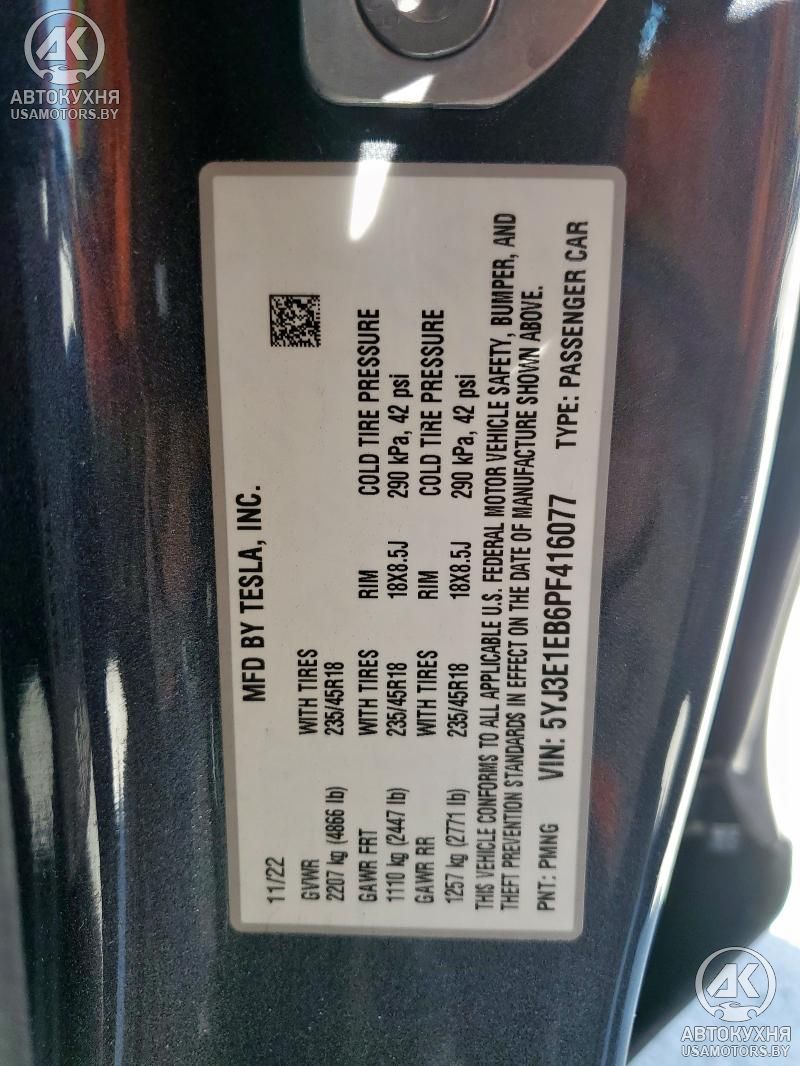 AK
АВТОКУХНЯ
USAMOTORS.BY
MFD BY TESLA, INC.
11/22
GVWR WITH TIRES
2207 kg (4866 lb) 235/45R18
GAWR FRT WITH TIRES RIM COLD TIRE PRESSURE
1110 kg (2447 lb) 235/45R18 18X8.5J 290 kPa, 42 psi
GAWR RR WITH TIRES RIM COLD TIRE PRESSURE
1257 kg (2771 lb) 235/45R18 18X8.5J 290 kPa, 42 psi
THIS VEHICLE CONFORMS TO ALL APPLICABLE U.S. FEDERAL MOTOR VEHICLE SAFETY, BUMPER, AND
THEFT PREVENTION STANDARDS IN EFFECT ON THE DATE OF MANUFACTURE SHOWN ABOVE.
PNT: PMNG VIN: 5YJ3E1EB6PF416077 TYPE: PASSENGER CAR
AK
АВТОКУХНЯ
USAMOTORS.BY